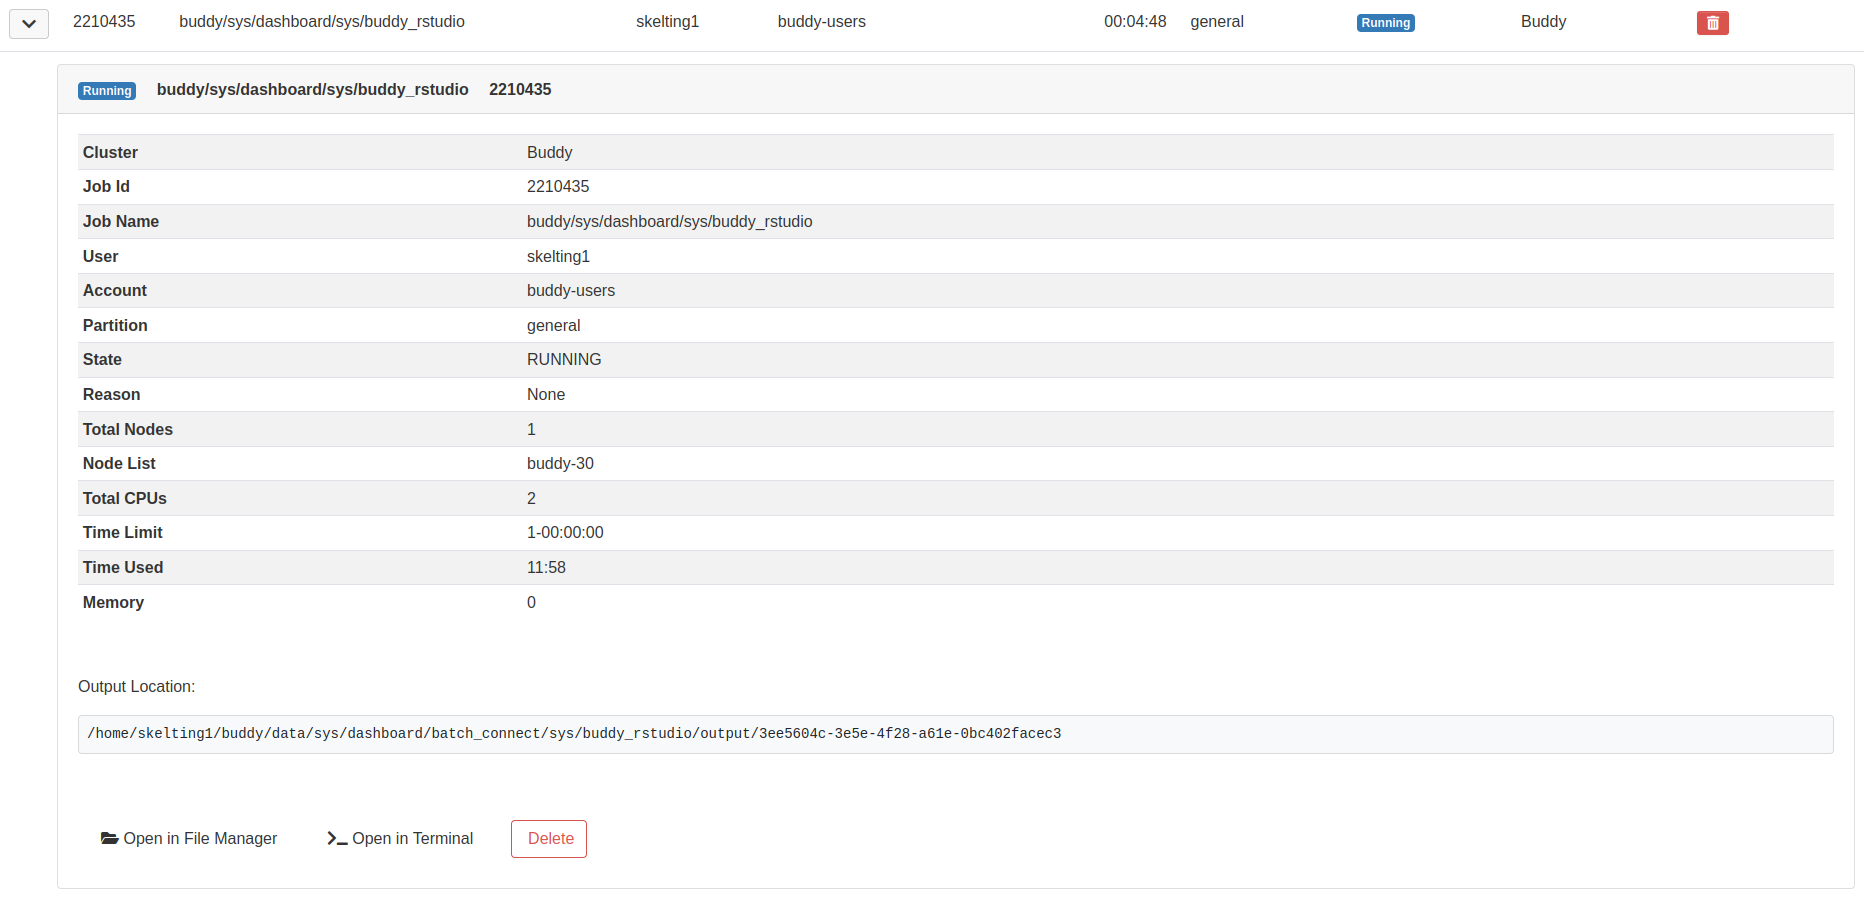 2210435 buddy/sys/dashboard/sys/buddy_rstudio skelting1 buddy-users 00:04:48 general Running Buddy
Running buddy/sys/dashboard/sys/buddy_rstudio 2210435
Cluster Buddy
Job Id 2210435
Job Name buddy/sys/dashboard/sys/buddy_rstudio
User skelting1
Account buddy-users
Partition general
State RUNNING
Reason None
Total Nodes 1
Node List buddy-30
Total CPUs 2
Time Limit 1-00:00:00
Time Used 11:58
Memory 0
Output Location:
/home/skelting1/buddy/data/sys/dashboard/batch_connect/sys/buddy_rstudio/output/3ee5604c-3e5e-4f28-a61e-0bc402facec3
Open in File Manager Open in Terminal Delete